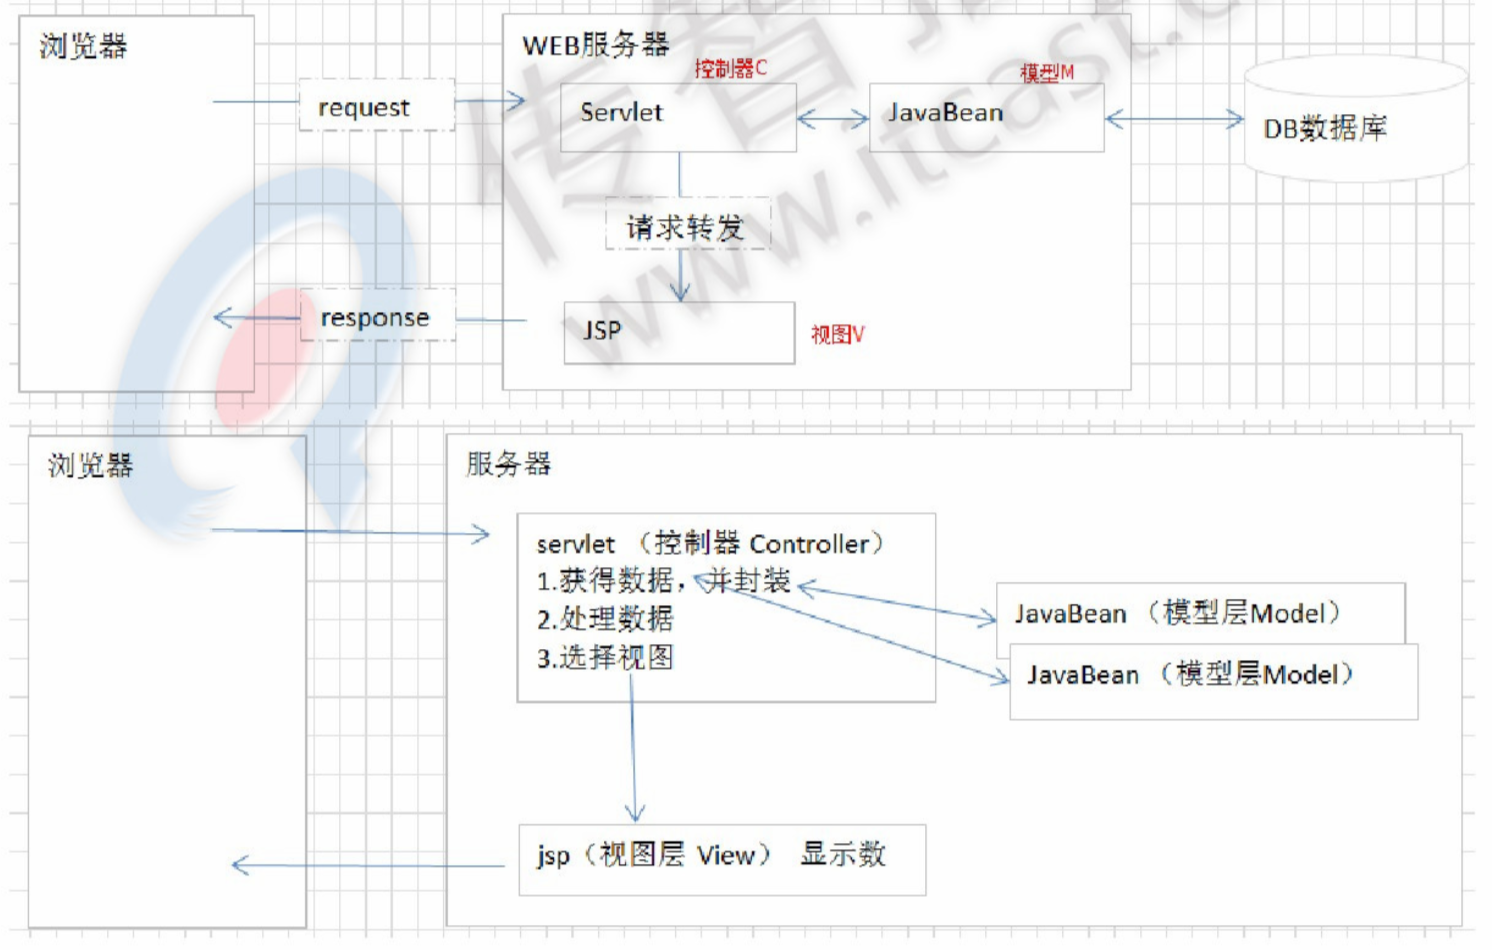 浏览器
WEB服务器
控制器C
模型M
request
Servlet
JavaBean
DB数据库
请求转发
response
JSP
视图V
传智
www.itcast.c
浏览器
服务器
servlet （控制器 Controller）
1.获得数据，并封装
2.处理数据
3.选择视图
JavaBean （模型层Model）
JavaBean （模型层Model）
jsp（视图层 View） 显示数